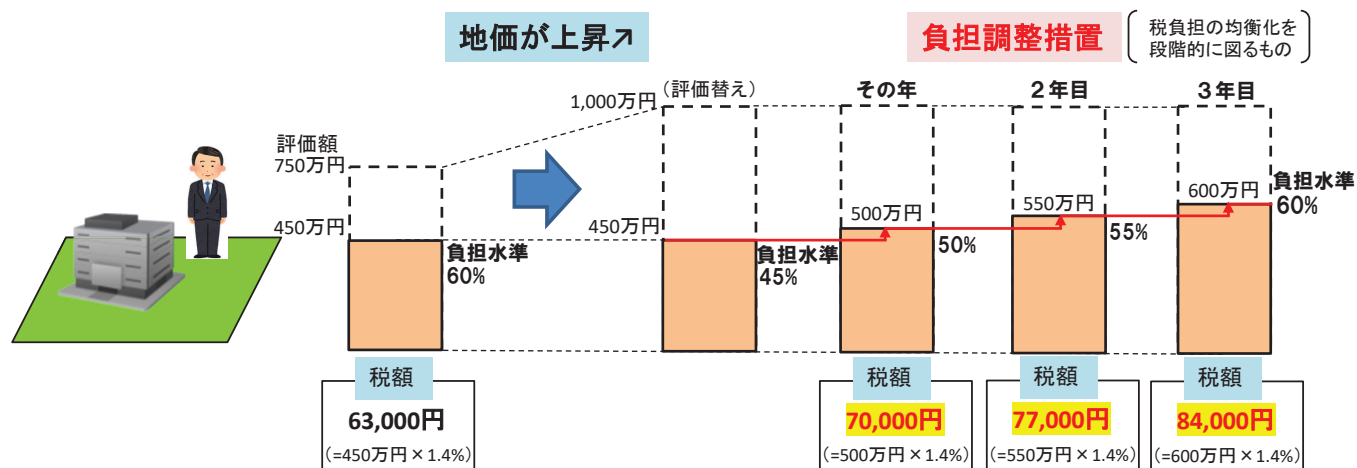 地価が上昇↗
負担調整措置
税負担の均衡化を
段階的に図るもの
(評価替え)
その年
２年目
３年目
1,000万円
評価額
750万円
450万円
負担水準
60%
450万円
負担水準
45%
500万円
50%
550万円
55%
600万円
負担水準
60%
税額
63,000円
(=450万円×1.4%)
税額
70,000円
(=500万円×1.4%)
税額
77,000円
(=550万円×1.4%)
税額
84,000円
(=600万円×1.4%)